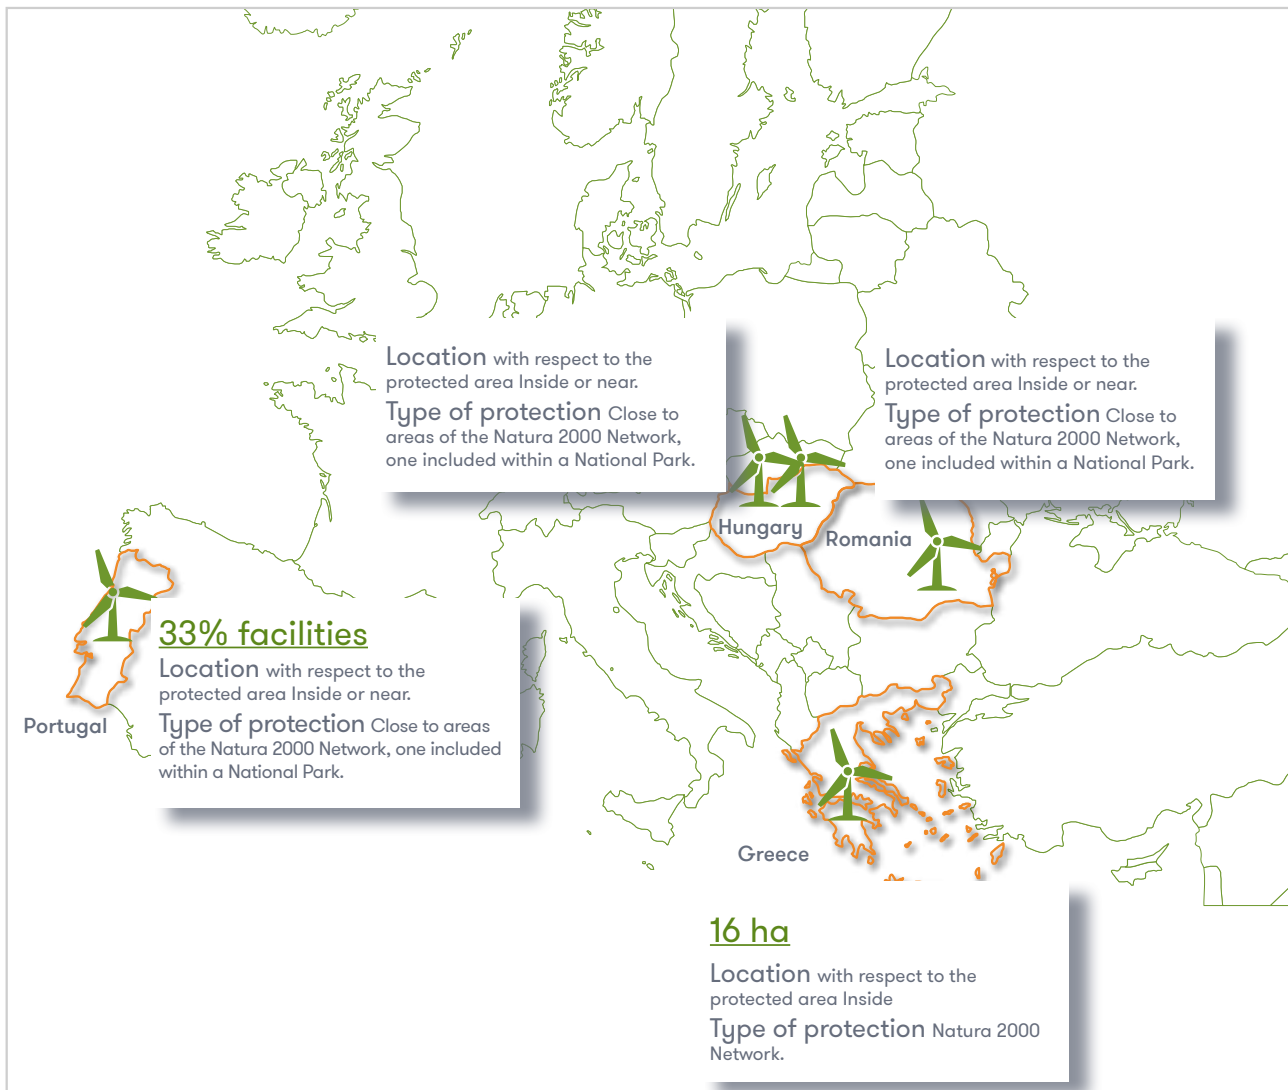 Location with respect to the
protected area Inside or near.
Type of protection Close to
areas of the Natura 2000 Network,
one included within a National Park.
Location with respect to the
protected area Inside or near.
Type of protection Close to
areas of the Natura 2000 Network,
one included within a National Park.
Hungary
Romania
33% facilities
Location with respect to the
protected area Inside or near.
Type of protection Close to areas
of the Natura 2000 Network, one included
within a National Park.
Portugal
Greece
16 ha
Location with respect to the
protected area Inside
Type of protection Natura 2000
Network.